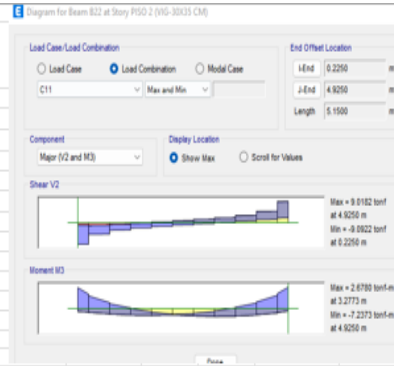 Diagram for Beam B22 at Story PISO 2 (VIG-30X35 CM)
Load Case/Load Combination
Load Case Load Combination Modal Case
C11 Max and Min
End Offset Location
I-End 0.2250 m
J-End 4.9250 m
Length 5.1500 m
Component
Major (V2 and M3)
Display Location
Show Max Scroll for Values
Shear V2
Max = 9.0182 tonf
at 4.9250 m
Min = -9.0922 tonf
at 0.2250 m
Moment M3
Max = 2.6780 tonf-m
at 3.2773 m
Min = -7.2373 tonf-m
at 4.9250 m
Done